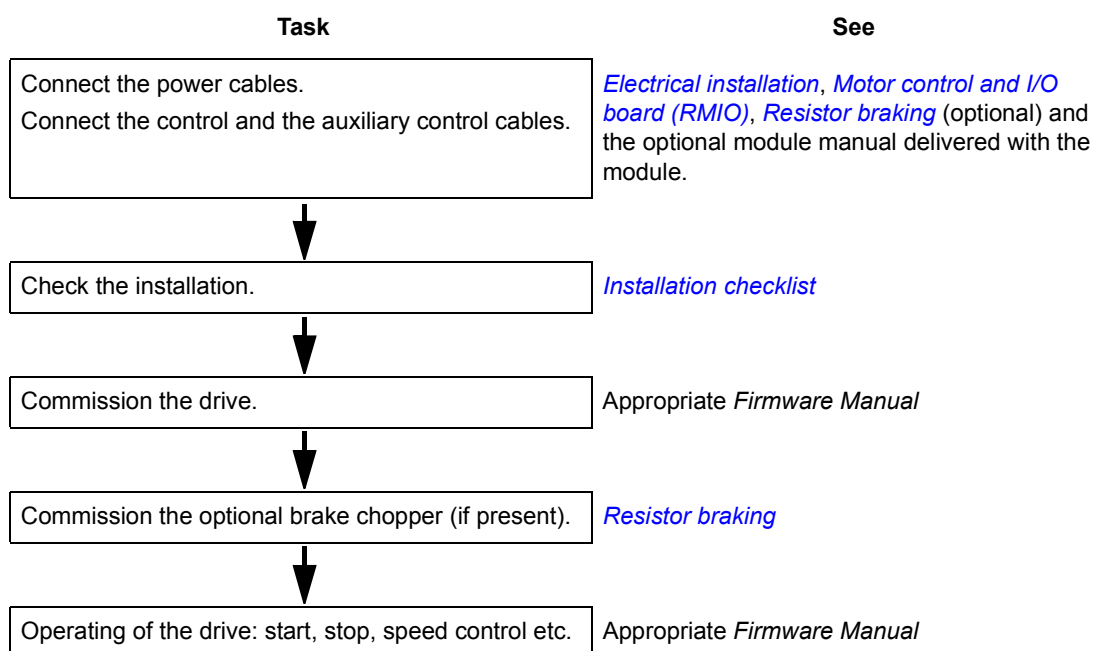 Task
See
Connect the power cables.
Connect the control and the auxiliary control cables.
Electrical installation, Motor control and I/O
board (RMIO), Resistor braking (optional) and
the optional module manual delivered with the
module.
Check the installation.
Installation checklist
Commission the drive.
Appropriate Firmware Manual
Commission the optional brake chopper (if present).
Resistor braking
Operating of the drive: start, stop, speed control etc.
Appropriate Firmware Manual